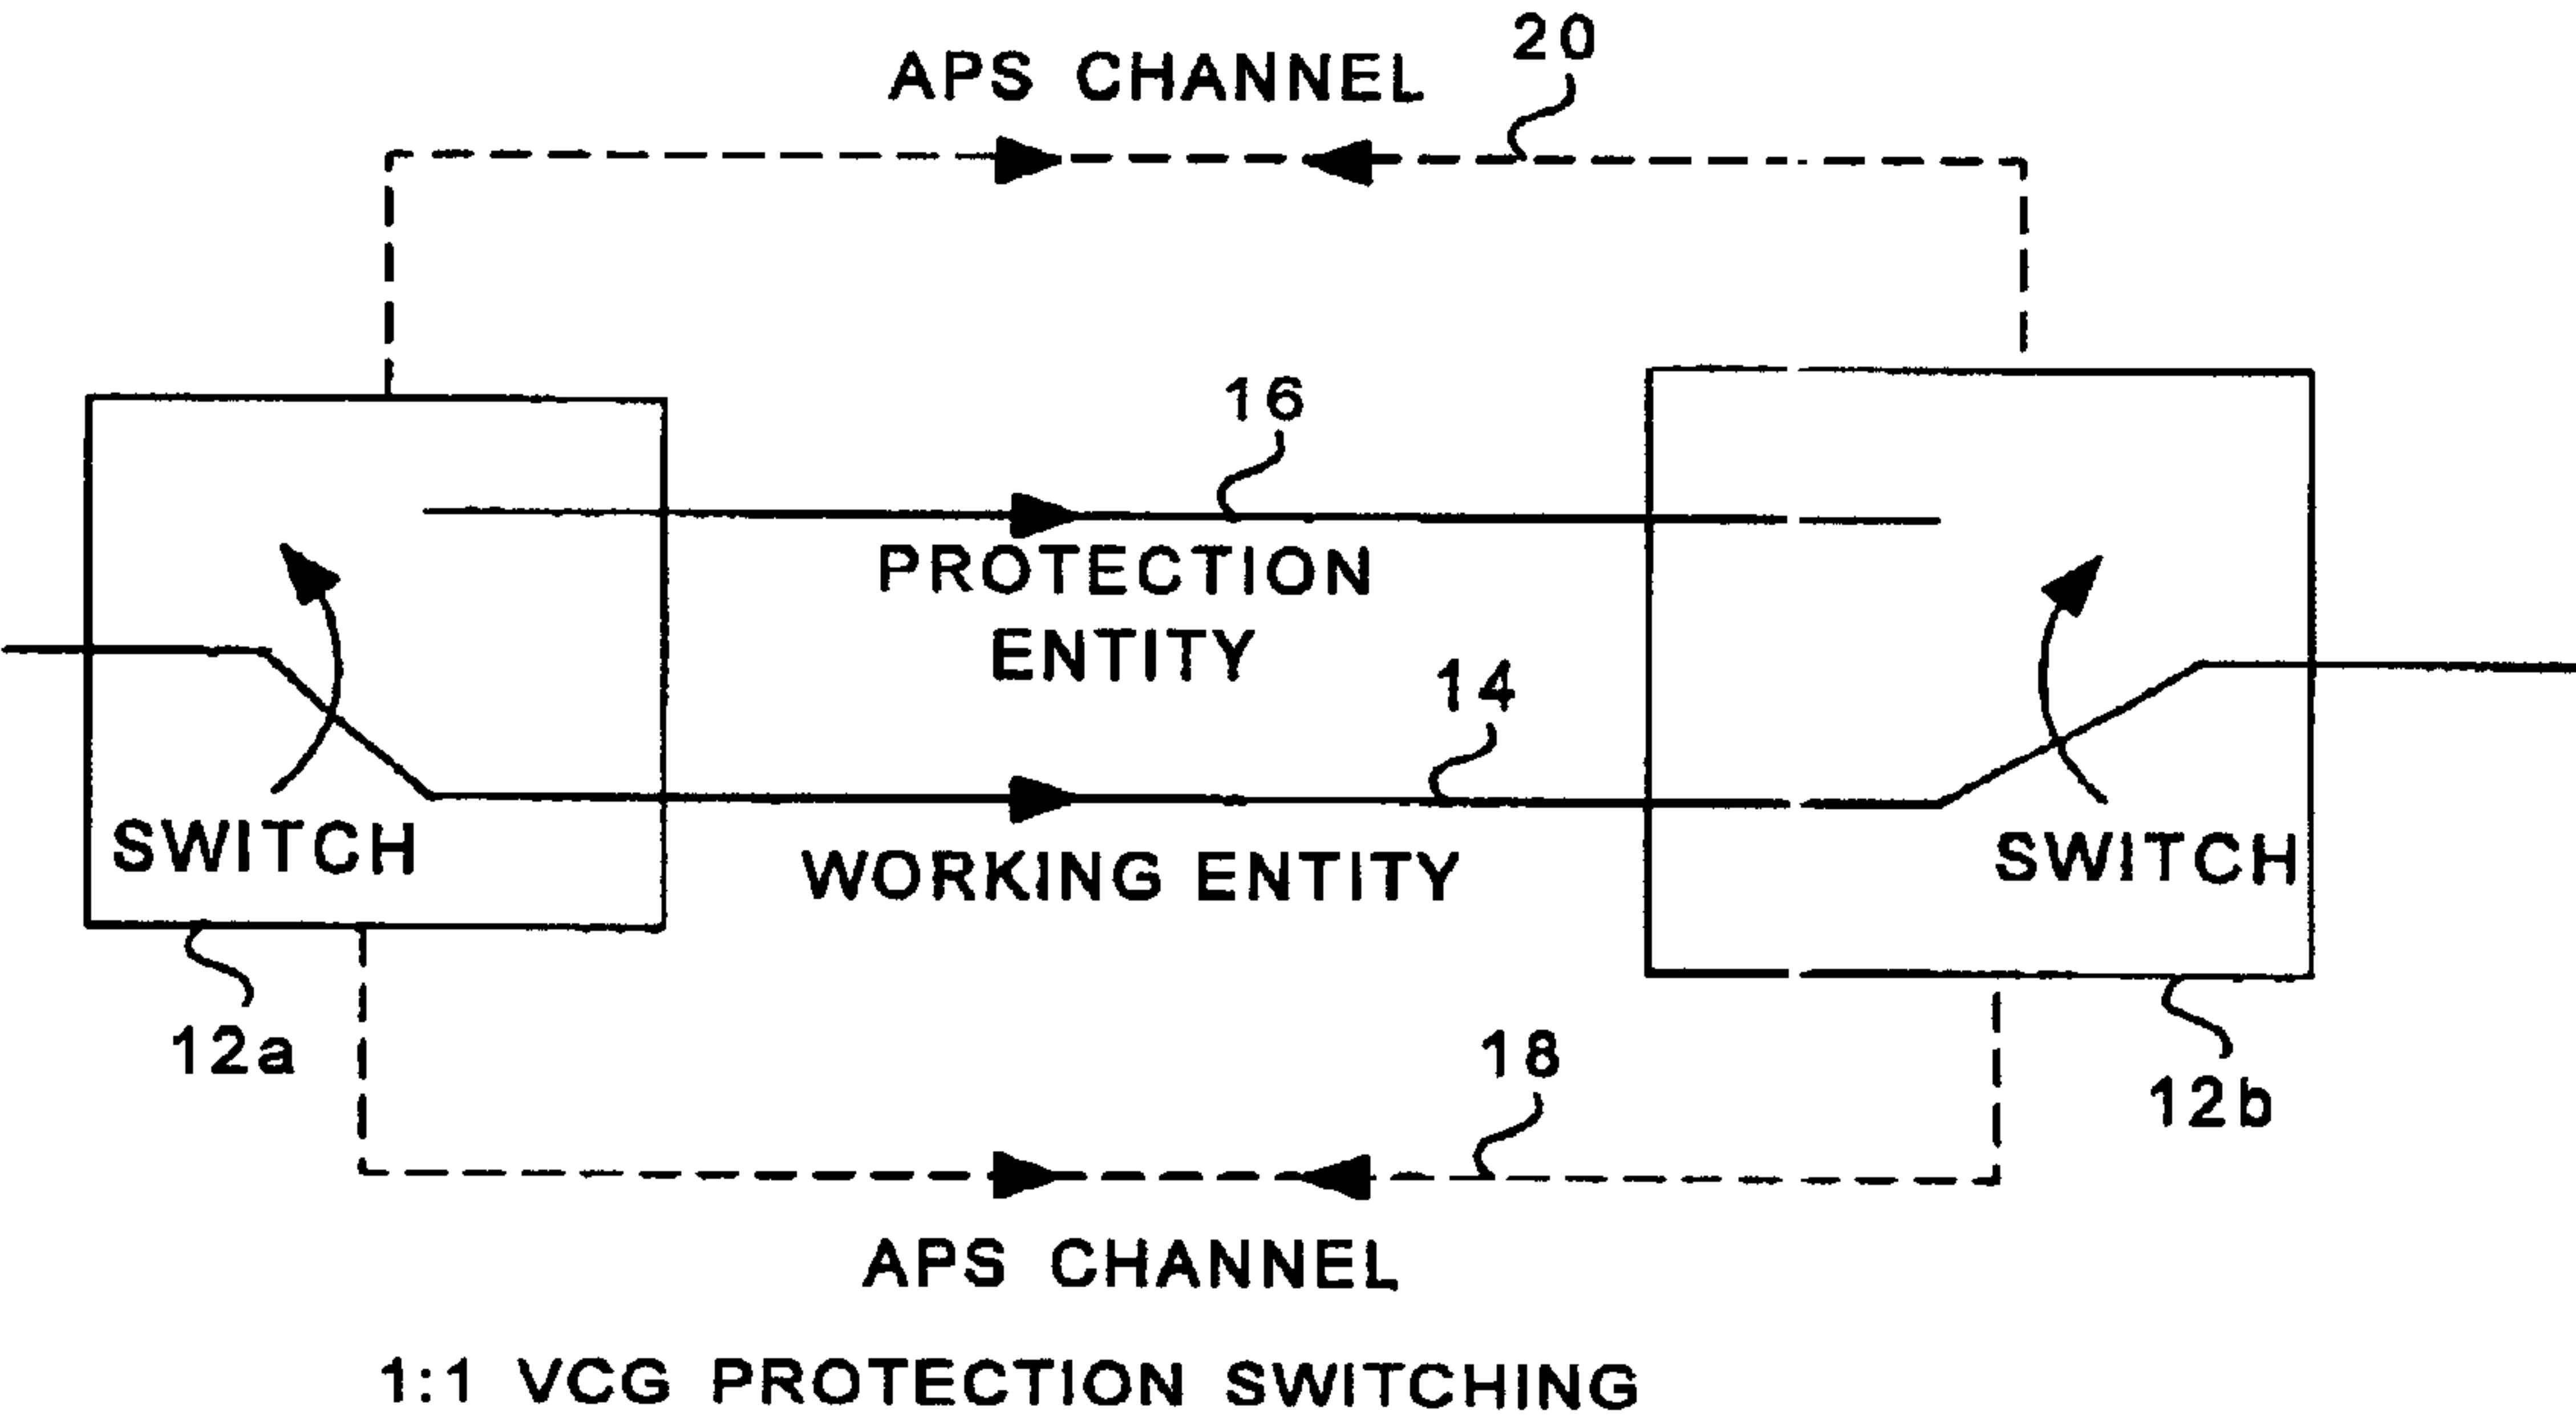 20
APS CHANNEL
16
PROTECTION
ENTITY
14
SWITCH
WORKING ENTITY
SWITCH
12a
18
12b
APS CHANNEL
1:1 VCG PROTECTION SWITCHING